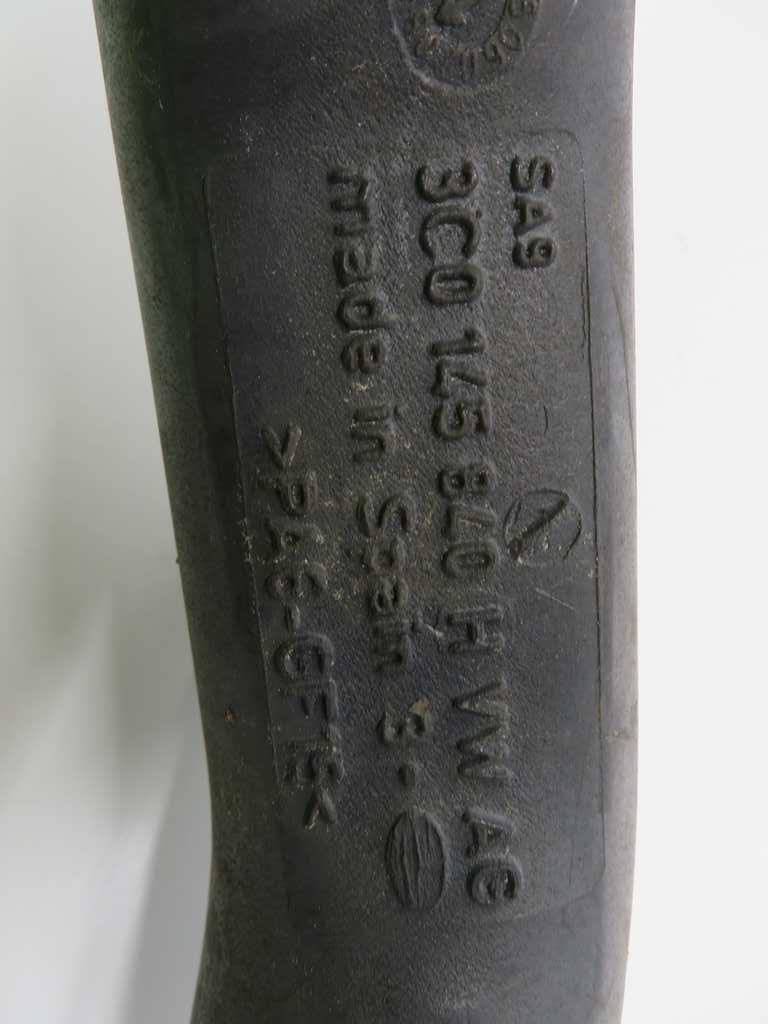 SA9
3C0 145 840 H VW AG
made in Spain 3.
>PA6-GF15<